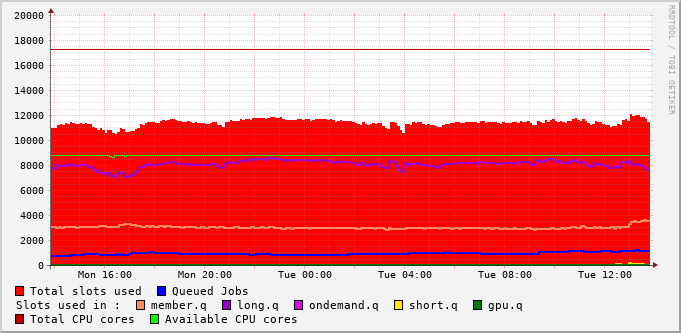 RRDTOOL / TOBI OETIKER
20000
18000
16000
14000
12000
10000
8000
6000
4000
2000
0
Mon 16:00 Mon 20:00 Tue 00:00 Tue 04:00 Tue 08:00 Tue 12:00
Total slots used Queued Jobs
Slots used in : member.q long.q ondemand.q short.q gpu.q
Total CPU cores Available CPU cores